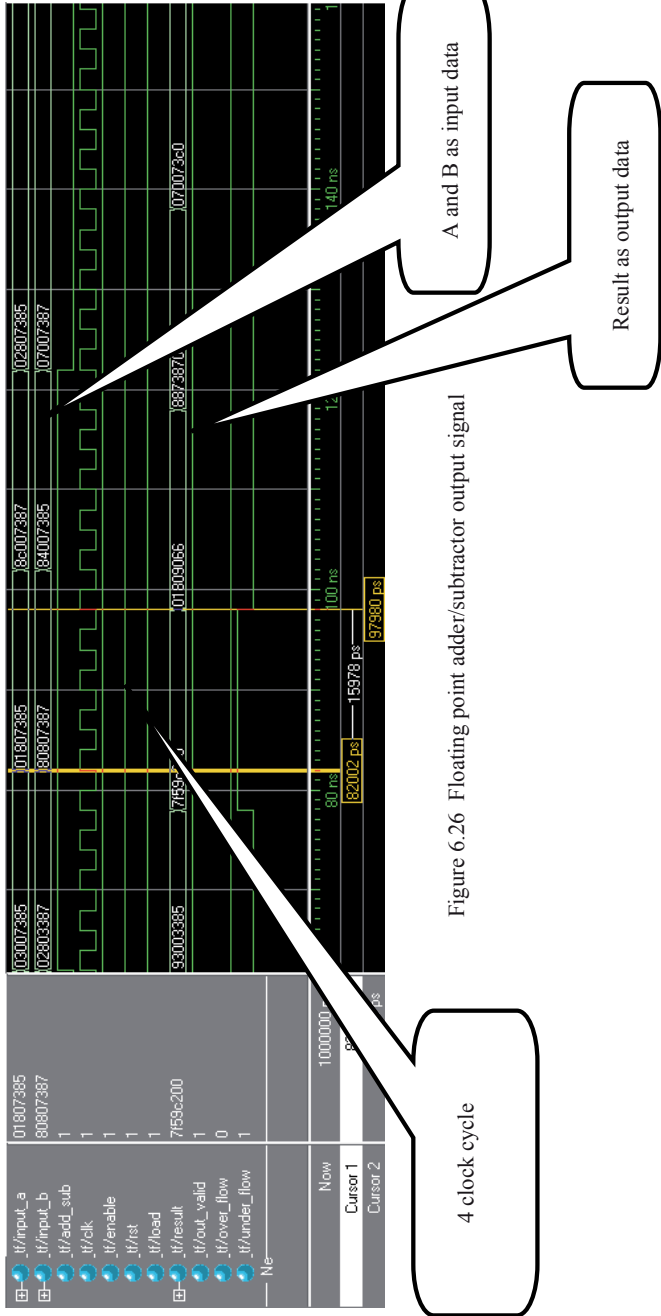 /tf/input_a 01807385 03007385 01807385 8c007387 02807385
/tf/input_b 80807387 02803387 80807387 84007385 07007387
/tf/add_sub 1
/tf/clk 1
/tf/enable 1
/tf/rst 1
/tf/load 1
/tf/result 7f59c200 93003385 01809066 070073c0
/tf/out_valid 1
/tf/over_flow 0
/tf/under_flow 1
Now 1000000 80 ns 100 ns 140 ns
Cursor 1 82002 ps 15978 ps
Cursor 2 ps 97980 ps
4 clock cycle
A and B as input data
Result as output data
Figure 6.26 Floating point adder/subtractor output signal